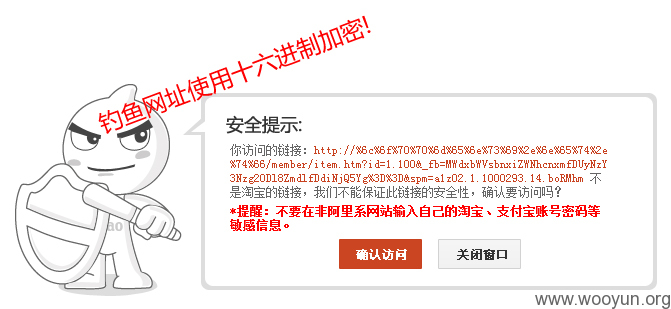 钓鱼网址使用十六进制加密!
安全提示:
你访问的链接：http://%6c%6f%70%70%6d%65%6e%73%69%2e%6e%65%74%2e
%74%66/member/item.htm?id=1.100&_fb=MWdxbWVsbnxiZWNhcnxmfDUyNzY
3Nzg2ODl8ZmdlfDdiNjQ5Yg%3D%3D&spm=a1z02.1.1000293.14.boRMhm 不
是淘宝的链接，我们不能保证此链接的安全性，确认要访问吗？
*提醒：不要在非阿里系网站输入自己的淘宝、支付宝账号密码等
敏感信息。
确认访问 关闭窗口
www.wooyun.org